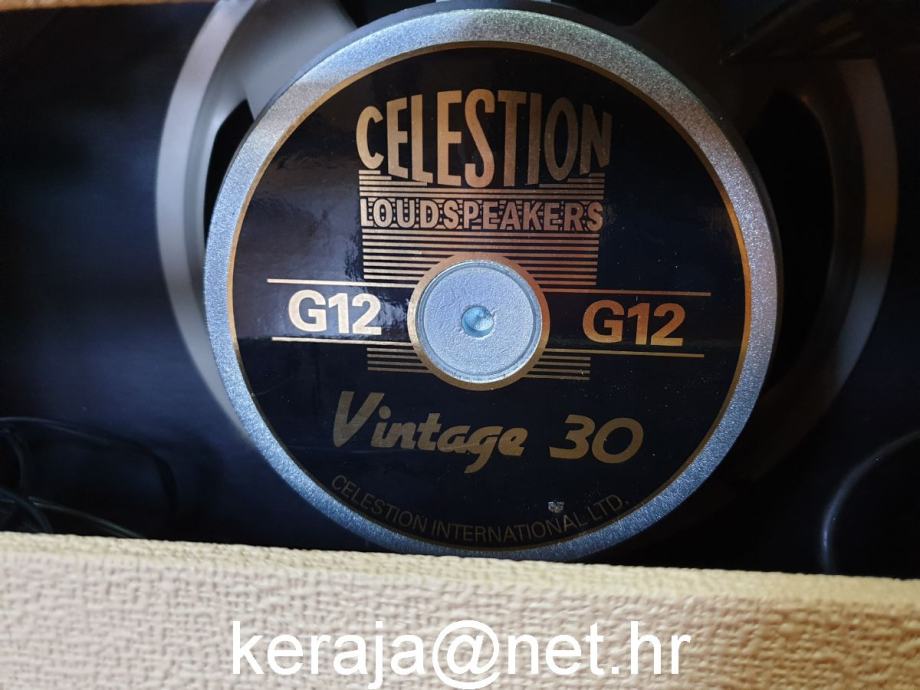 CELESTION
LOUDSPEAKERS
G12 G12
Vintage 30
CELESTION INTERNATIONAL LTD.
keraja@net.hr